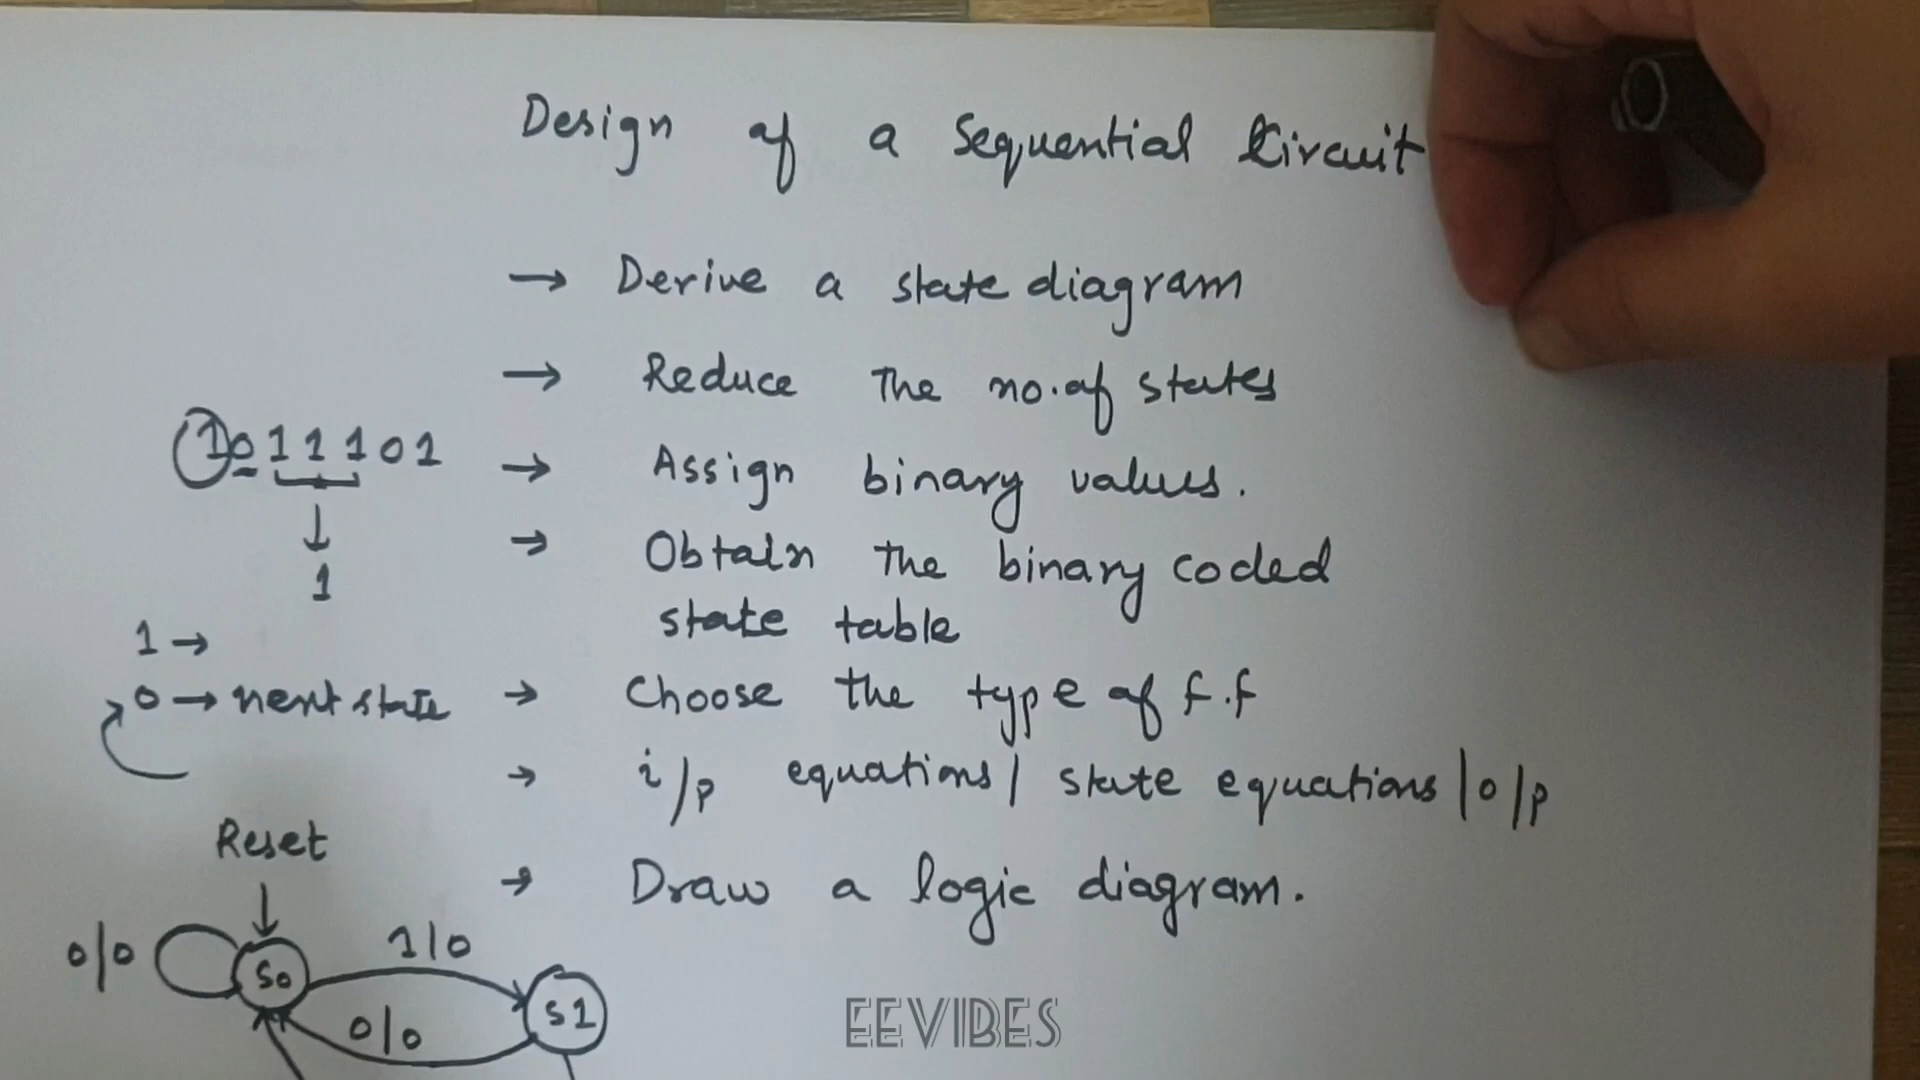 Design of a Sequential Circuit
→ Derive a state diagram
→ Reduce the no. of states
10111101
→ Assign binary values.
↓
1
→ Obtain the binary coded
state table
1 →
0 → next state
→ Choose the type of f.f
→ i/p equations/ state equations/o/p
Reset
→ Draw a logic diagram.
0/0
S0
1/0
S1
0/0
EEVIBES